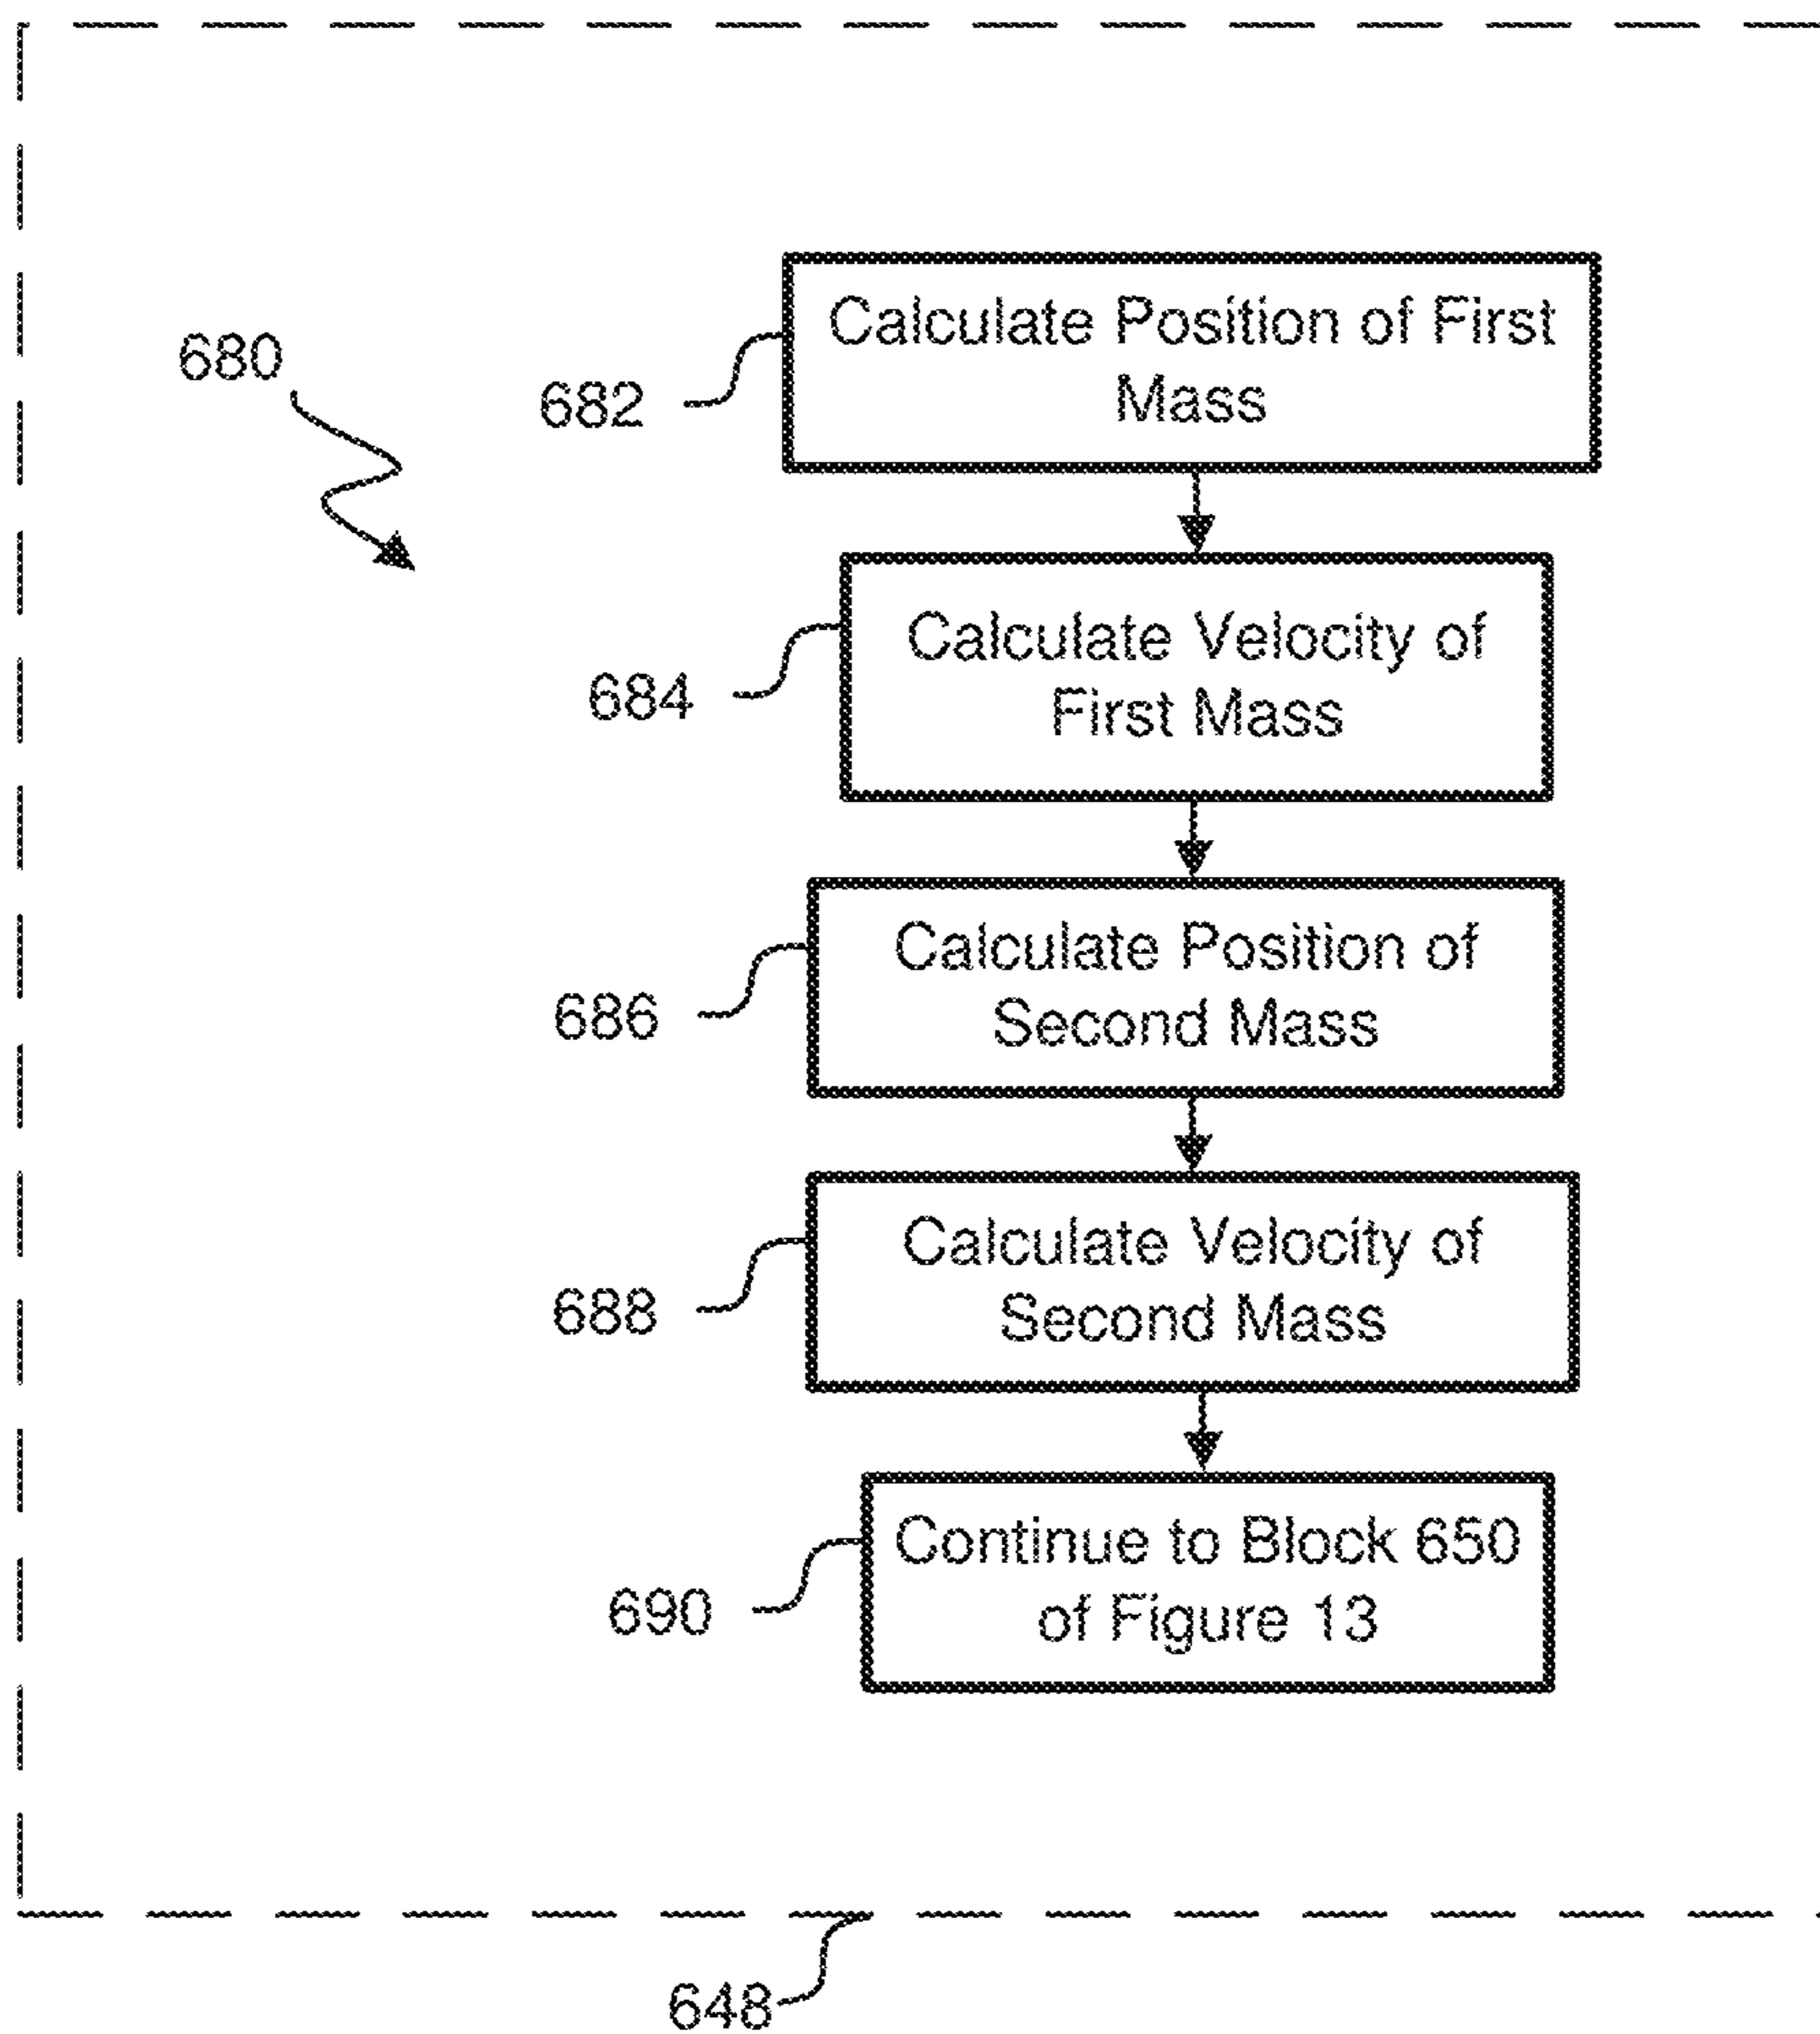 680
682
Calculate Position of First
Mass
684
Calculate Velocity of
First Mass
686
Calculate Position of
Second Mass
688
Calculate Velocity of
Second Mass
690
Continue to Block 650
of Figure 13
648